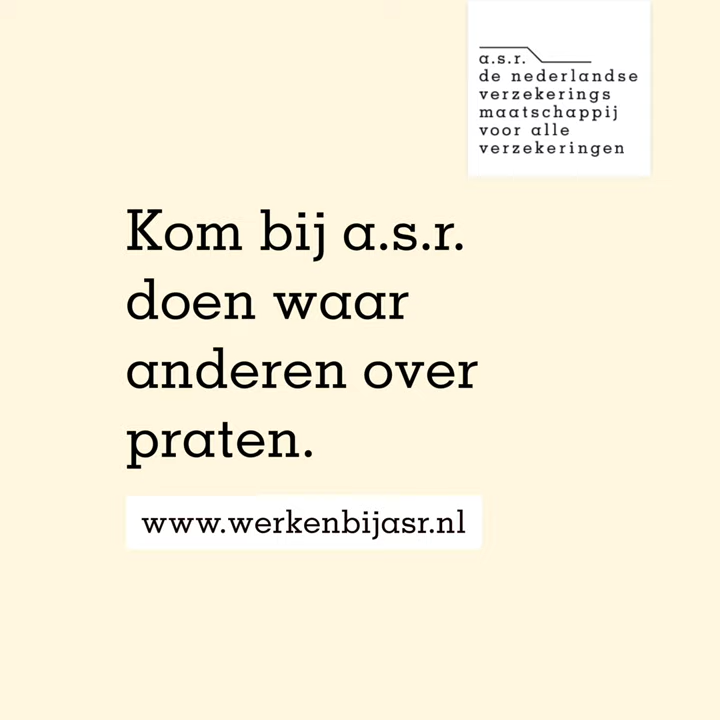 a.s.r.
de nederlandse
verzekerings
maatschappij
voor alle
verzekeringen
Kom bij a.s.r.
doen waar
anderen over
praten.
www.werkenbijasr.nl